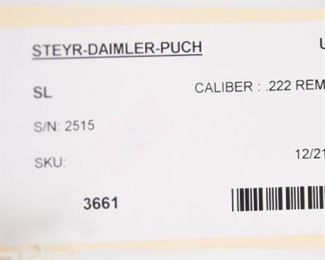 STEYR-DAIMLER-PUCH U
SL CALIBER : .222 REM
S/N: 2515
SKU: 12/21
3661